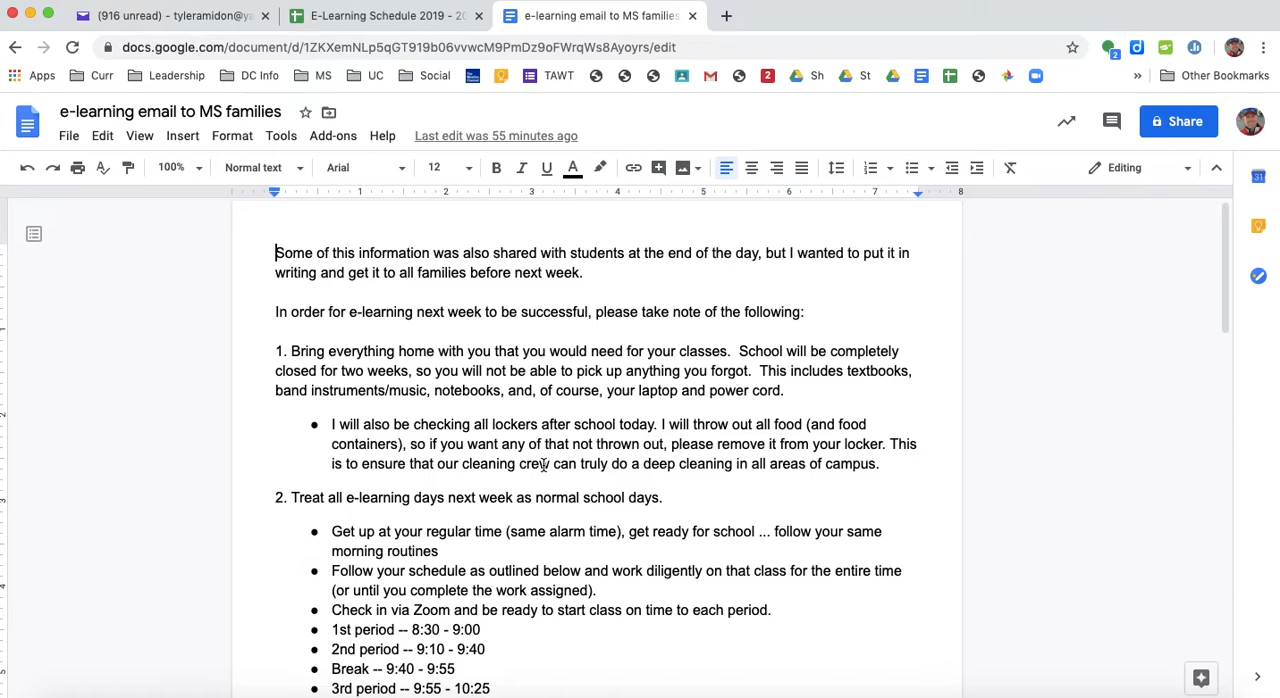 (916 unread) - tyleramidon@ya
E-Learning Schedule 2019 - 20
e-learning email to MS families
docs.google.com/document/d/1ZKXemNLp5qGT919b06vvwcM9PmDz9oFWrqWs8Ayoyrs/edit
2
Apps Curr Leadership DC Info MS UC Social TAWT 2 Sh St » Other Bookmarks
e-learning email to MS families
File Edit View Insert Format Tools Add-ons Help Last edit was 55 minutes ago
Share
100% Normal text Arial 12 B I U A Editing
1 2 3 4 5 6 7 8
31
Some of this information was also shared with students at the end of the day, but I wanted to put it in
writing and get it to all families before next week.
In order for e-learning next week to be successful, please take note of the following:
1. Bring everything home with you that you would need for your classes.  School will be completely
closed for two weeks, so you will not be able to pick up anything you forgot.  This includes textbooks,
band instruments/music, notebooks, and, of course, your laptop and power cord.
● I will also be checking all lockers after school today. I will throw out all food (and food
containers), so if you want any of that not thrown out, please remove it from your locker. This
is to ensure that our cleaning crew can truly do a deep cleaning in all areas of campus.
2. Treat all e-learning days next week as normal school days.
● Get up at your regular time (same alarm time), get ready for school ... follow your same
morning routines
● Follow your schedule as outlined below and work diligently on that class for the entire time
(or until you complete the work assigned).
● Check in via Zoom and be ready to start class on time to each period.
● 1st period -- 8:30 - 9:00
● 2nd period -- 9:10 - 9:40
● Break -- 9:40 - 9:55
● 3rd period -- 9:55 - 10:25